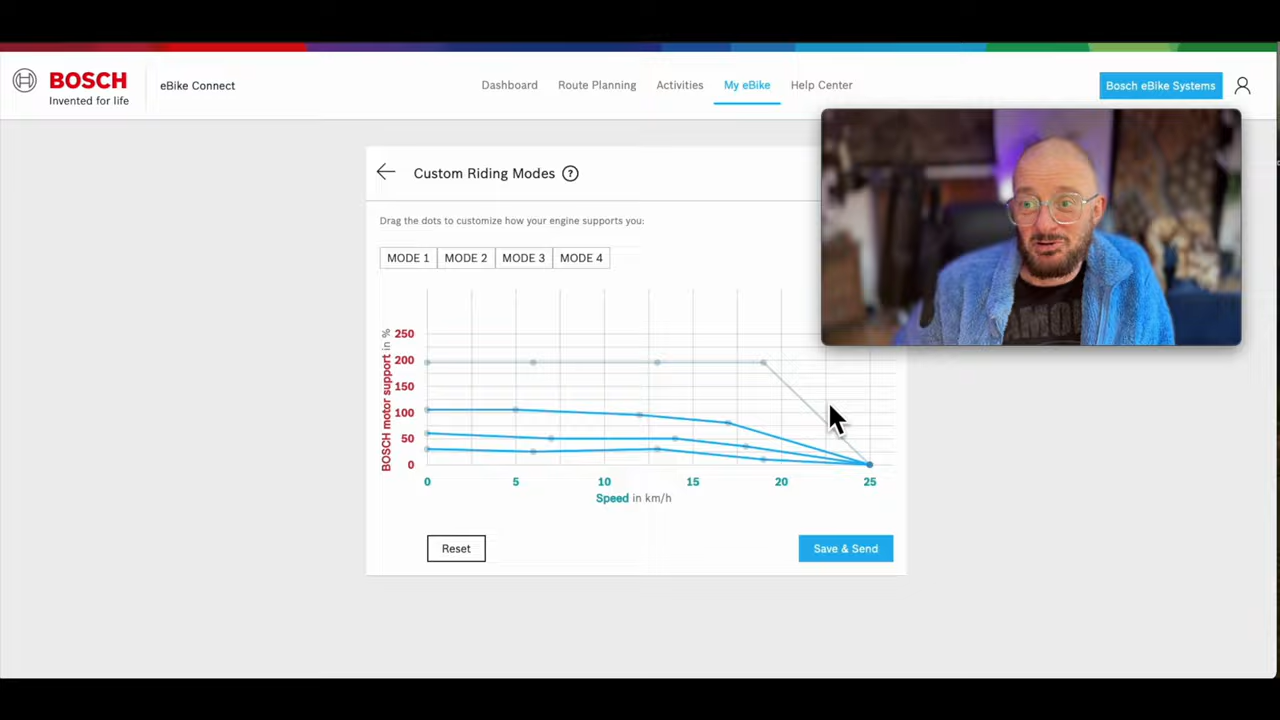 BOSCH
Invented for life
eBike Connect
Dashboard
Route Planning
Activities
My eBike
Help Center
Bosch eBike Systems
Custom Riding Modes ?
Drag the dots to customize how your engine supports you:
MODE 1 MODE 2 MODE 3 MODE 4
BOSCH motor support in %
250
200
150
100
50
0
0 5 10 15 20 25
Speed in km/h
Reset
Save & Send